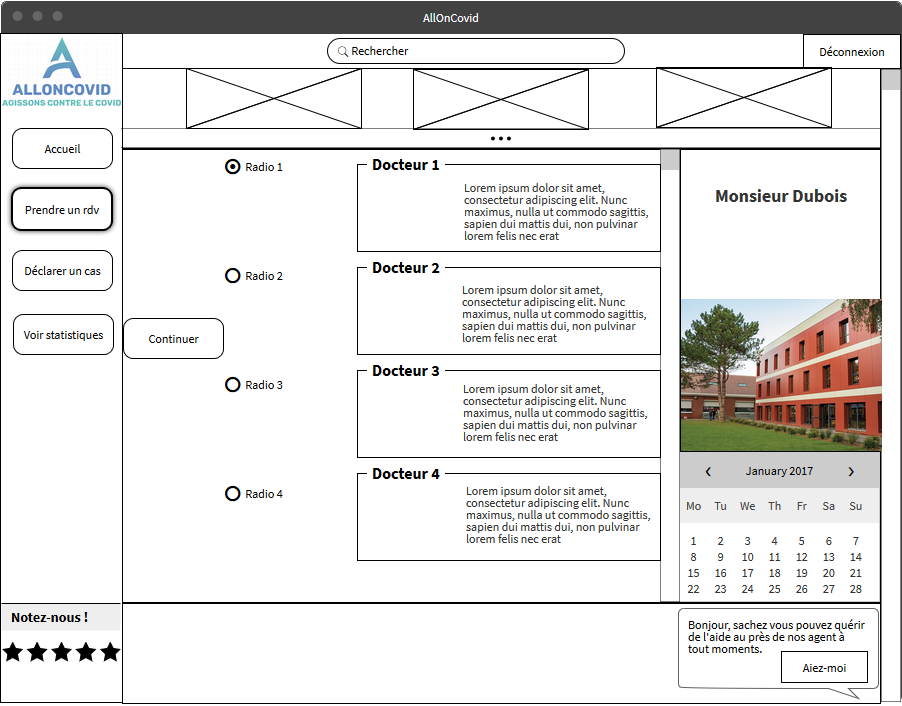 AllOnCovid
Rechercher
Déconnexion
ALLONCOVID
AGISSONS CONTRE LE COVID
Accueil
Prendre un rdv
Déclarer un cas
Voir statistiques
Continuer
Radio 1
Radio 2
Radio 3
Radio 4
Docteur 1
Lorem ipsum dolor sit amet,
consectetur adipiscing elit. Nunc
maximus, nulla ut commodo sagittis,
sapien dui mattis dui, non pulvinar
lorem felis nec erat
Docteur 2
Lorem ipsum dolor sit amet,
consectetur adipiscing elit. Nunc
maximus, nulla ut commodo sagittis,
sapien dui mattis dui, non pulvinar
lorem felis nec erat
Docteur 3
Lorem ipsum dolor sit amet,
consectetur adipiscing elit. Nunc
maximus, nulla ut commodo sagittis,
sapien dui mattis dui, non pulvinar
lorem felis nec erat
Docteur 4
Lorem ipsum dolor sit amet,
consectetur adipiscing elit. Nunc
maximus, nulla ut commodo sagittis,
sapien dui mattis dui, non pulvinar
lorem felis nec erat
Monsieur Dubois
January 2017
Mo Tu We Th Fr Sa Su
1 2 3 4 5 6 7
8 9 10 11 12 13 14
15 16 17 18 19 20 21
22 23 24 25 26 27 28
Notez-nous !
Bonjour, sachez vous pouvez quérir
de l'aide au près de nos agent à
tout moments.
Aiez-moi